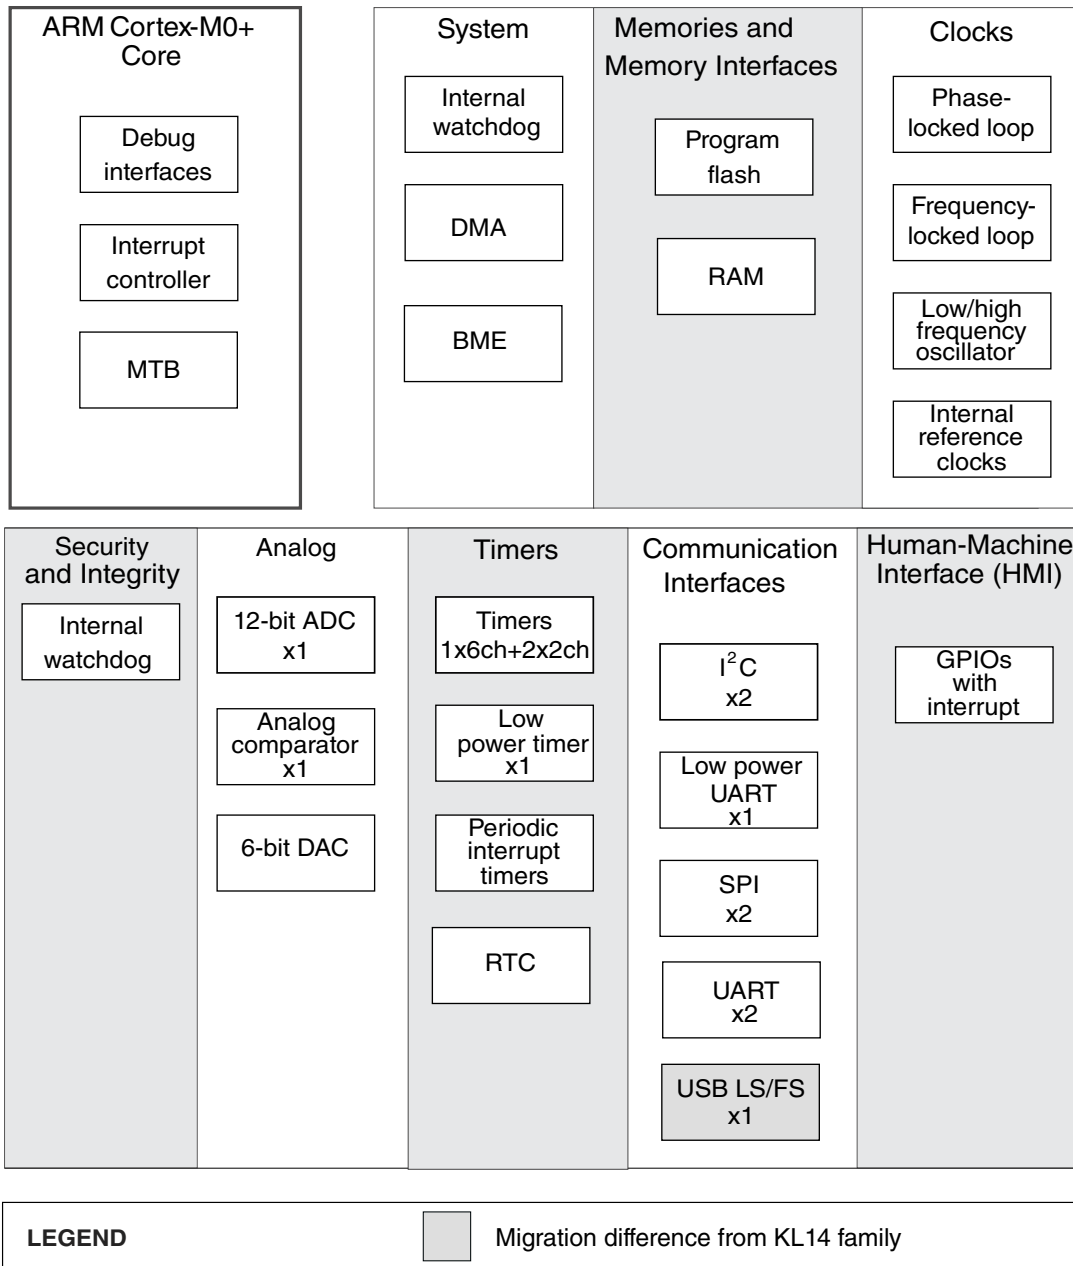 ARM Cortex-M0+
Core
Debug
interfaces
Interrupt
controller
MTB
System
Internal
watchdog
DMA
BME
Memories and
Memory Interfaces
Program
flash
RAM
Clocks
Phase-
locked loop
Frequency-
locked loop
Low/high
frequency
oscillator
Internal
reference
clocks
Security
and Integrity
Internal
watchdog
Analog
12-bit ADC
x1
Analog
comparator
x1
6-bit DAC
Timers
Timers
1x6ch+2x2ch
Low
power timer
x1
Periodic
interrupt
timers
RTC
Communication
Interfaces
I²C
x2
Low power
UART
x1
SPI
x2
UART
x2
USB LS/FS
x1
Human-Machine
Interface (HMI)
GPIOs
with
interrupt
LEGEND
Migration difference from KL14 family